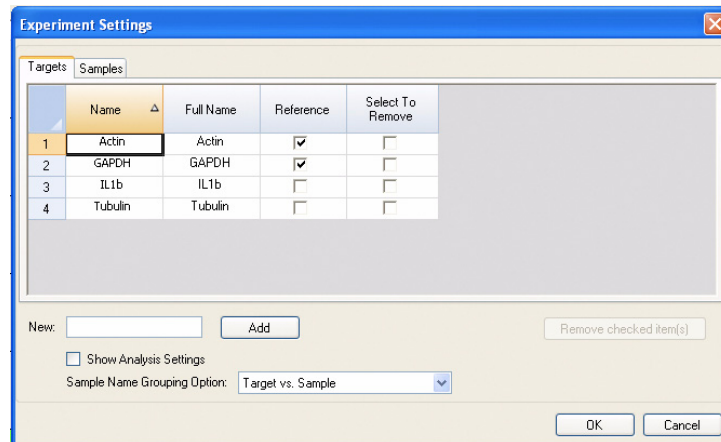 Experiment Settings
Targets Samples
Name Full Name Reference Select To Remove
1 Actin Actin
2 GAPDH GAPDH
3 IL1b IL1b
4 Tubulin Tubulin
New: Add Remove checked item(s)
Show Analysis Settings
Sample Name Grouping Option: Target vs. Sample
OK Cancel